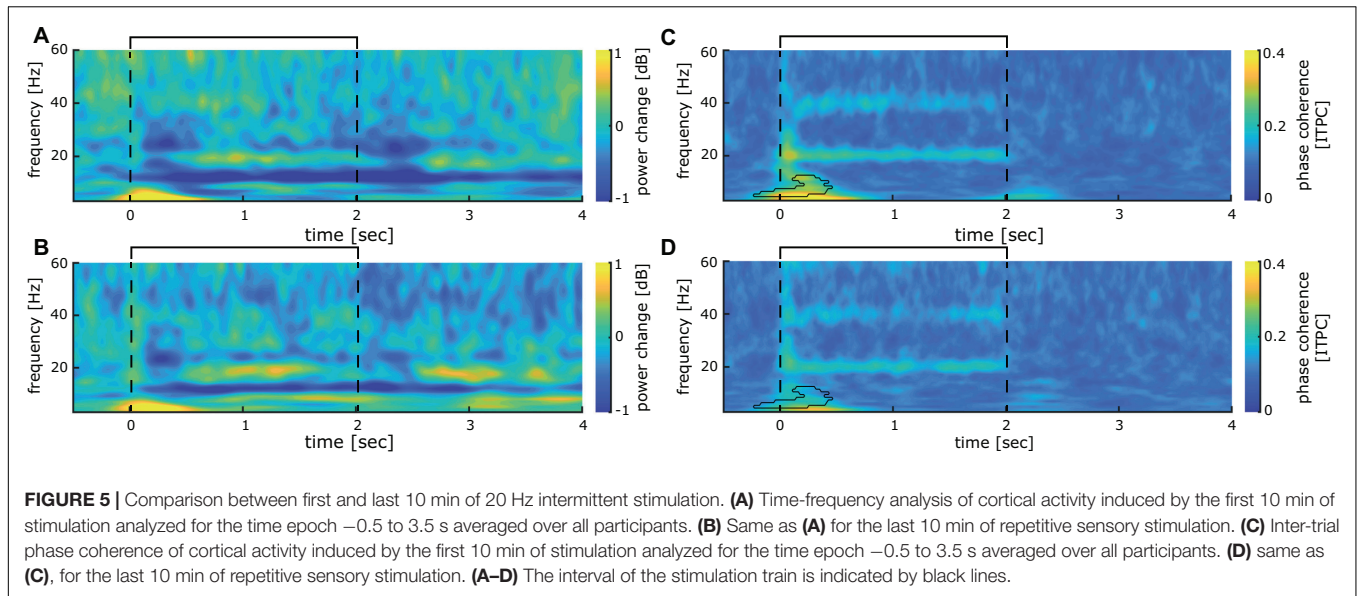 A
60
40
20
frequency [Hz]
0
1
2
3
4
time [sec]
1
0
-1
power change [dB]
C
60
40
20
frequency [Hz]
0
1
2
3
4
time [sec]
0.4
0.2
0
phase coherence
[ITPC]
B
60
40
20
frequency [Hz]
0
1
2
3
4
time [sec]
1
0
-1
power change [dB]
D
60
40
20
frequency [Hz]
0
1
2
3
4
time [sec]
0.4
0.2
0
phase coherence
[ITPC]
FIGURE 5 | Comparison between first and last 10 min of 20 Hz intermittent stimulation. (A) Time-frequency analysis of cortical activity induced by the first 10 min of
stimulation analyzed for the time epoch −0.5 to 3.5 s averaged over all participants. (B) Same as (A) for the last 10 min of repetitive sensory stimulation. (C) Inter-trial
phase coherence of cortical activity induced by the first 10 min of stimulation analyzed for the time epoch −0.5 to 3.5 s averaged over all participants. (D) same as
(C), for the last 10 min of repetitive sensory stimulation. (A–D) The interval of the stimulation train is indicated by black lines.